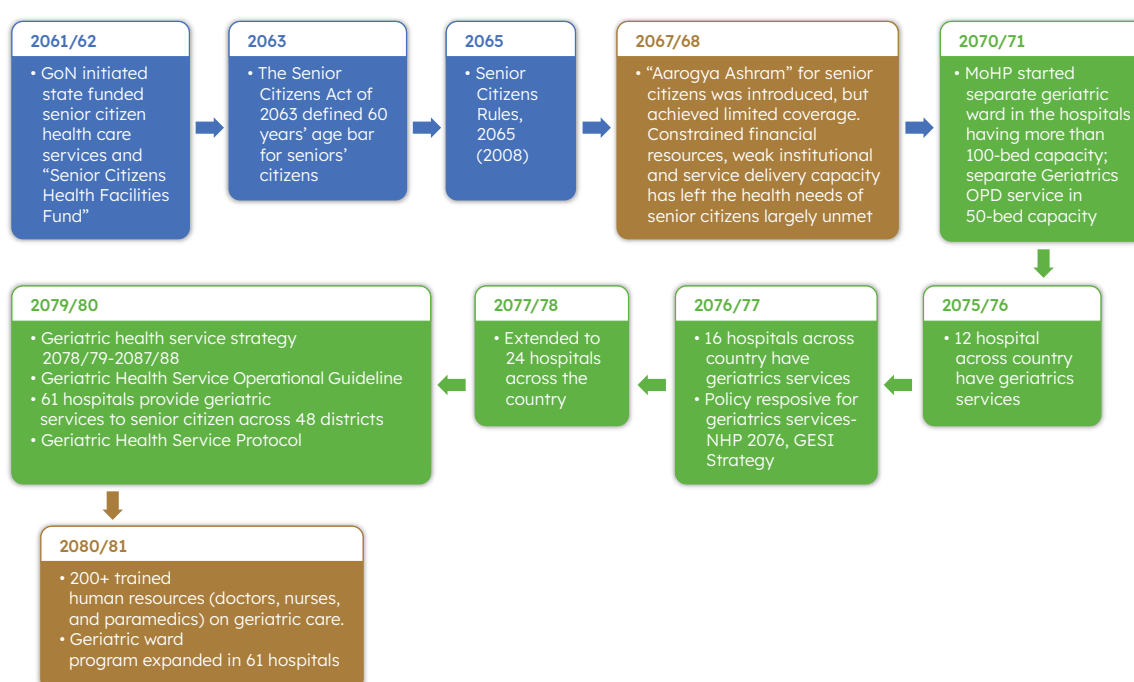 2061/62
• GoN initiated
state funded
senior citizen
health care
services and
“Senior Citizens
Health Facilities
Fund”
2063
• The Senior
Citizens Act of
2063 defined 60
years’ age bar
for seniors’
citizens
2065
• Senior
Citizens
Rules,
2065
(2008)
2067/68
• “Aarogya Ashram” for senior
citizens was introduced, but
achieved limited coverage.
Constrained financial
resources, weak institutional
and service delivery capacity
has left the health needs of
senior citizens largely unmet
2070/71
• MoHP started
separate geriatric
ward in the hospitals
having more than
100-bed capacity;
separate Geriatrics
OPD service in
50-bed capacity
2075/76
• 12 hospital
across country
have geriatrics
services
2076/77
• 16 hospitals across
country have
geriatrics services
• Policy resposive for
geriatrics services-
NHP 2076, GESI
Strategy
2077/78
• Extended to
24 hospitals
across the
country
2079/80
• Geriatric health service strategy
2078/79-2087/88
• Geriatric Health Service Operational Guideline
• 61 hospitals provide geriatric
services to senior citizen across 48 districts
• Geriatric Health Service Protocol
2080/81
• 200+ trained
human resources (doctors, nurses,
and paramedics) on geriatric care.
• Geriatric ward
program expanded in 61 hospitals